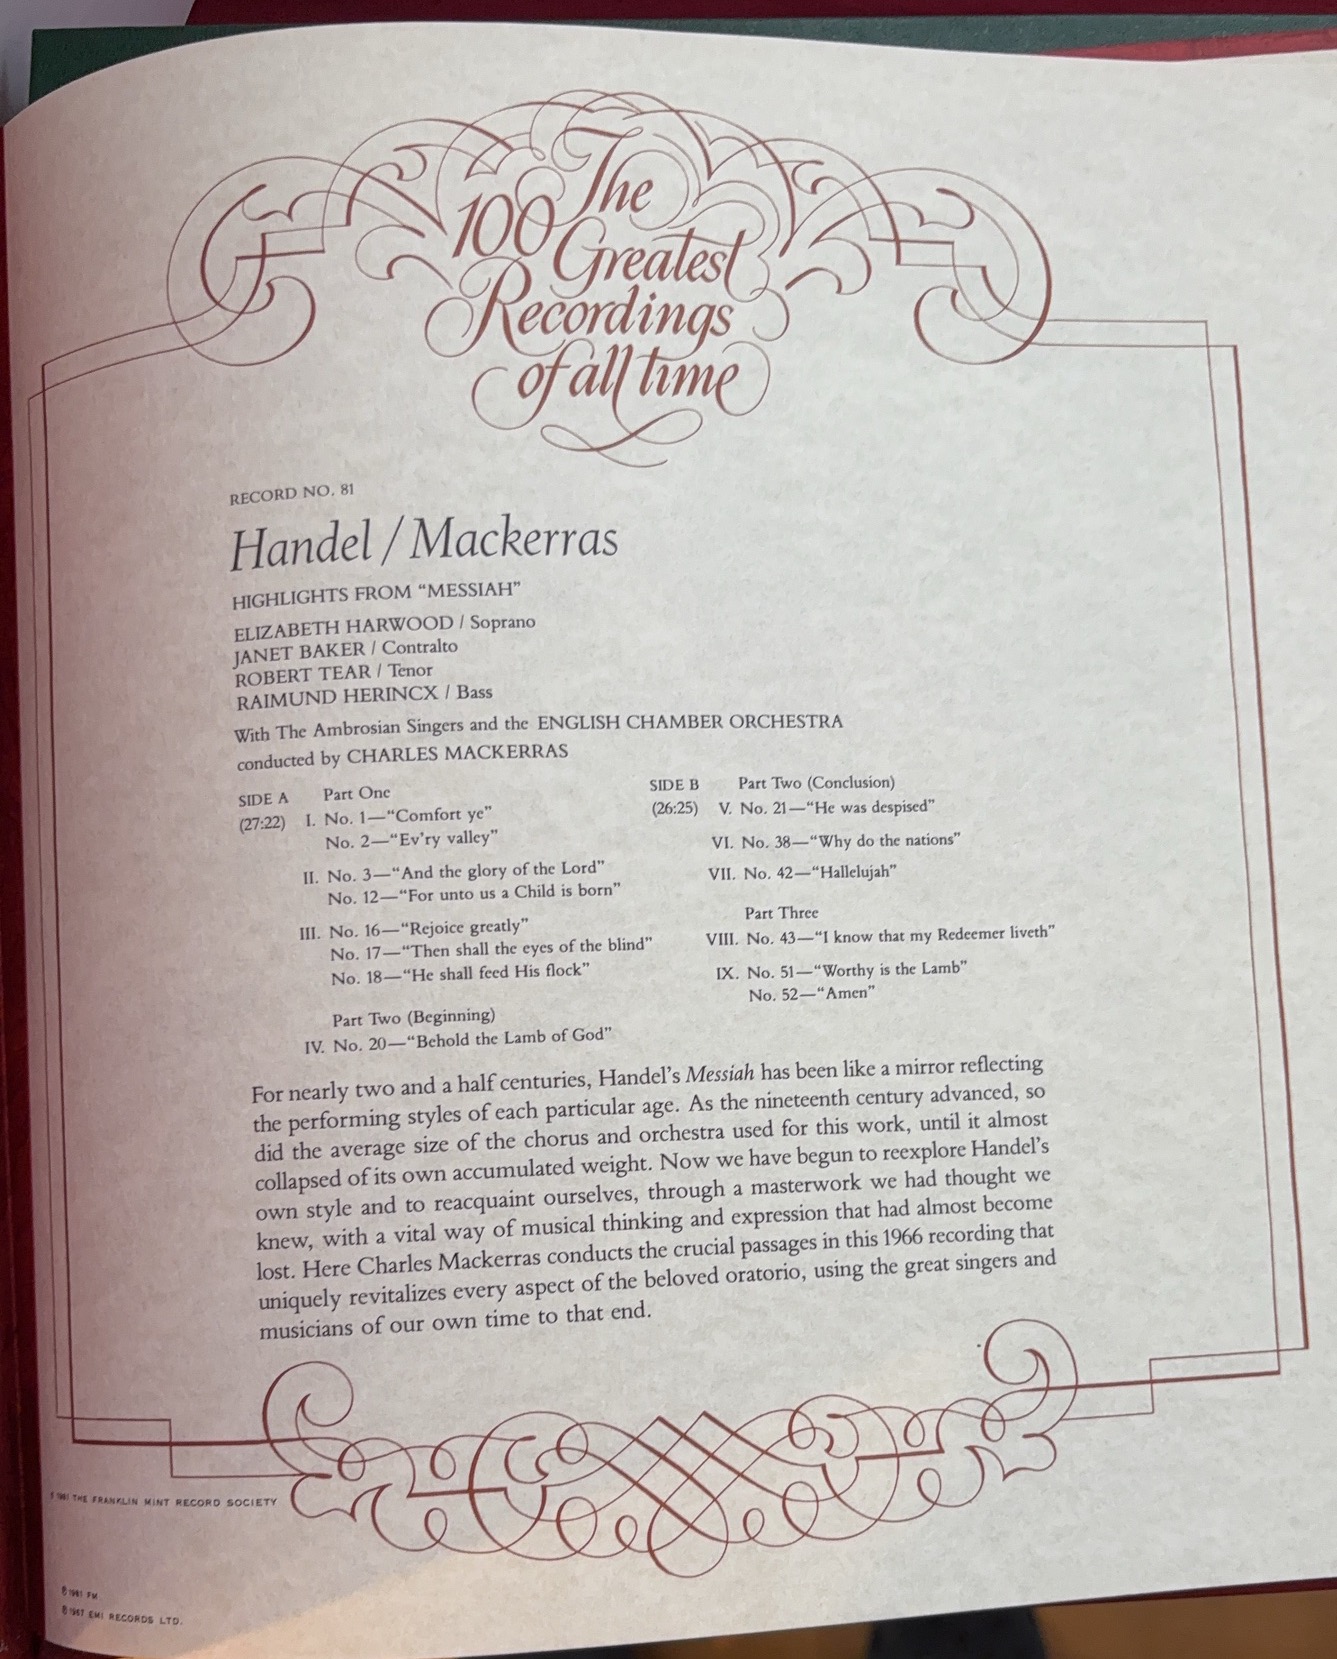 The
100 Greatest
Recordings
of all time
RECORD NO. 81
Handel / Mackerras
HIGHLIGHTS FROM “MESSIAH”
ELIZABETH HARWOOD / Soprano
JANET BAKER / Contralto
ROBERT TEAR / Tenor
RAIMUND HERINCX / Bass
With The Ambrosian Singers and the ENGLISH CHAMBER ORCHESTRA
conducted by CHARLES MACKERRAS
SIDE A Part One
(27:22) I. No. 1—“Comfort ye”
No. 2—“Ev’ry valley”
II. No. 3—“And the glory of the Lord”
No. 12—“For unto us a Child is born”
III. No. 16—“Rejoice greatly”
No. 17—“Then shall the eyes of the blind”
No. 18—“He shall feed His flock”
Part Two (Beginning)
IV. No. 20—“Behold the Lamb of God”
SIDE B Part Two (Conclusion)
(26:25) V. No. 21—“He was despised”
VI. No. 38—“Why do the nations”
VII. No. 42—“Hallelujah”
Part Three
VIII. No. 43—“I know that my Redeemer liveth”
IX. No. 51—“Worthy is the Lamb”
No. 52—“Amen”
For nearly two and a half centuries, Handel’s Messiah has been like a mirror reflecting
the performing styles of each particular age. As the nineteenth century advanced, so
did the average size of the chorus and orchestra used for this work, until it almost
collapsed of its own accumulated weight. Now we have begun to reexplore Handel’s
own style and to reacquaint ourselves, through a masterwork we had thought we
knew, with a vital way of musical thinking and expression that had almost become
lost. Here Charles Mackerras conducts the crucial passages in this 1966 recording that
uniquely revitalizes every aspect of the beloved oratorio, using the great singers and
musicians of our own time to that end.
1981 THE FRANKLIN MINT RECORD SOCIETY
℗ 1981 FM
℗ 1967 EMI RECORDS LTD.